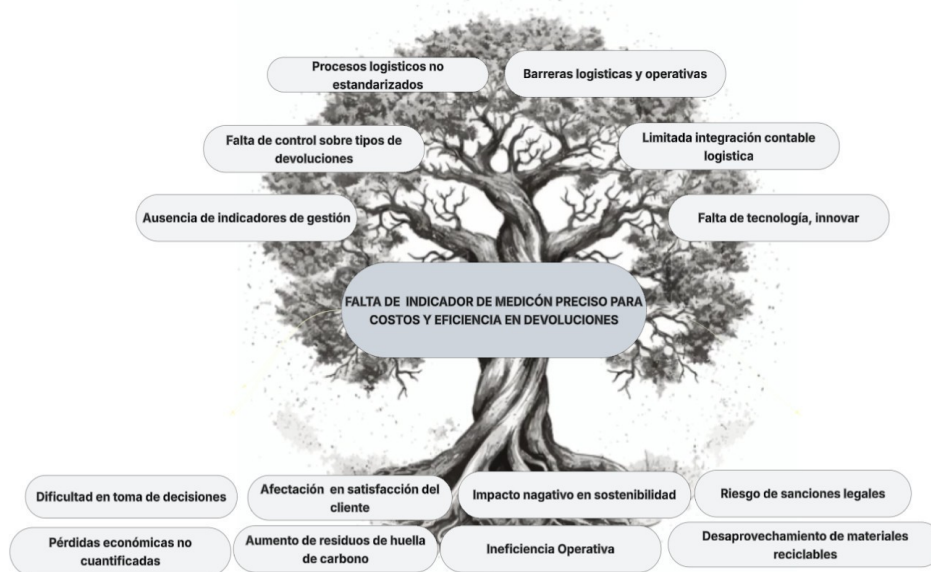 Procesos logisticos no
estandarizados
Barreras logisticas y operativas
Falta de control sobre tipos de
devoluciones
Limitada integración contable
logistica
Ausencia de indicadores de gestión
Falta de tecnología, innovar
FALTA DE INDICADOR DE MEDICÓN PRECISO PARA
COSTOS Y EFICIENCIA EN DEVOLUCIONES
Dificultad en toma de decisiones
Afectación en satisfacción del
cliente
Impacto nagativo en sostenibilidad
Riesgo de sanciones legales
Pérdidas económicas no
cuantificadas
Aumento de residuos de huella
de carbono
Ineficiencia Operativa
Desaprovechamiento de materiales
reciclables